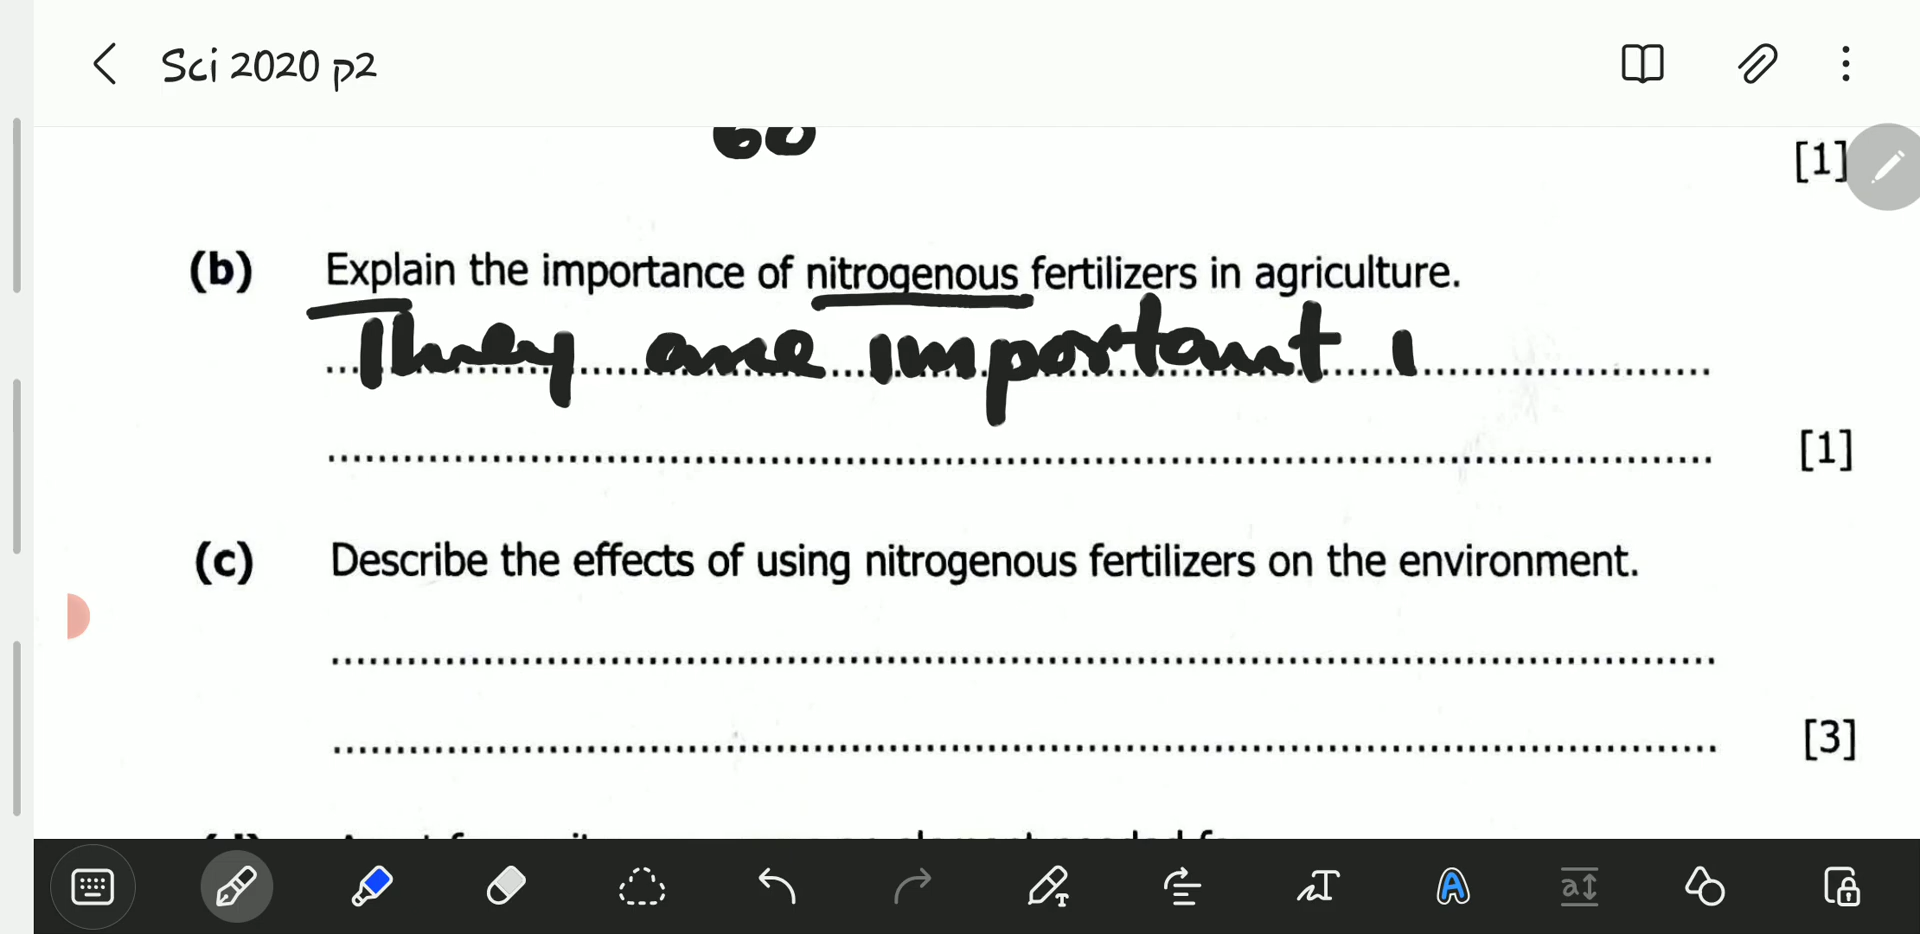 Sci 2020 p2
60
[1]
(b) Explain the importance of nitrogenous fertilizers in agriculture.
They are important
[1]
(c) Describe the effects of using nitrogenous fertilizers on the environment.
[3]